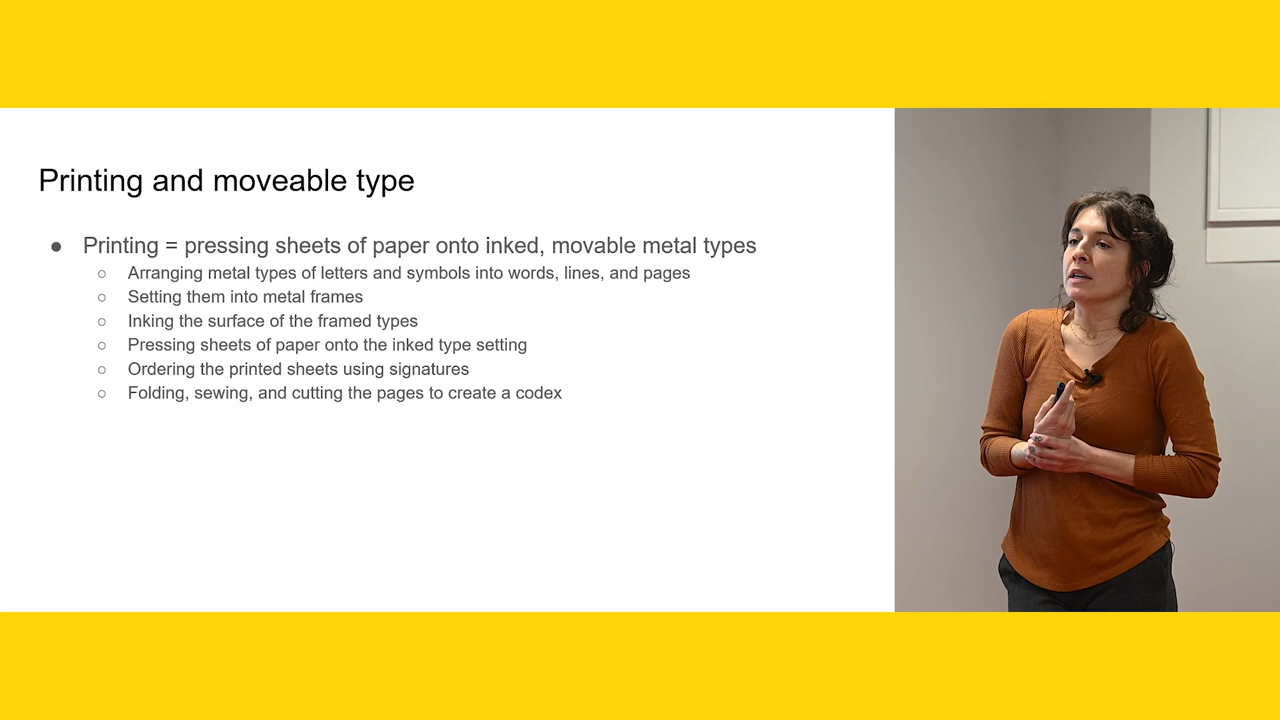 Printing and moveable type
● Printing = pressing sheets of paper onto inked, movable metal types
○ Arranging metal types of letters and symbols into words, lines, and pages
○ Setting them into metal frames
○ Inking the surface of the framed types
○ Pressing sheets of paper onto the inked type setting
○ Ordering the printed sheets using signatures
○ Folding, sewing, and cutting the pages to create a codex